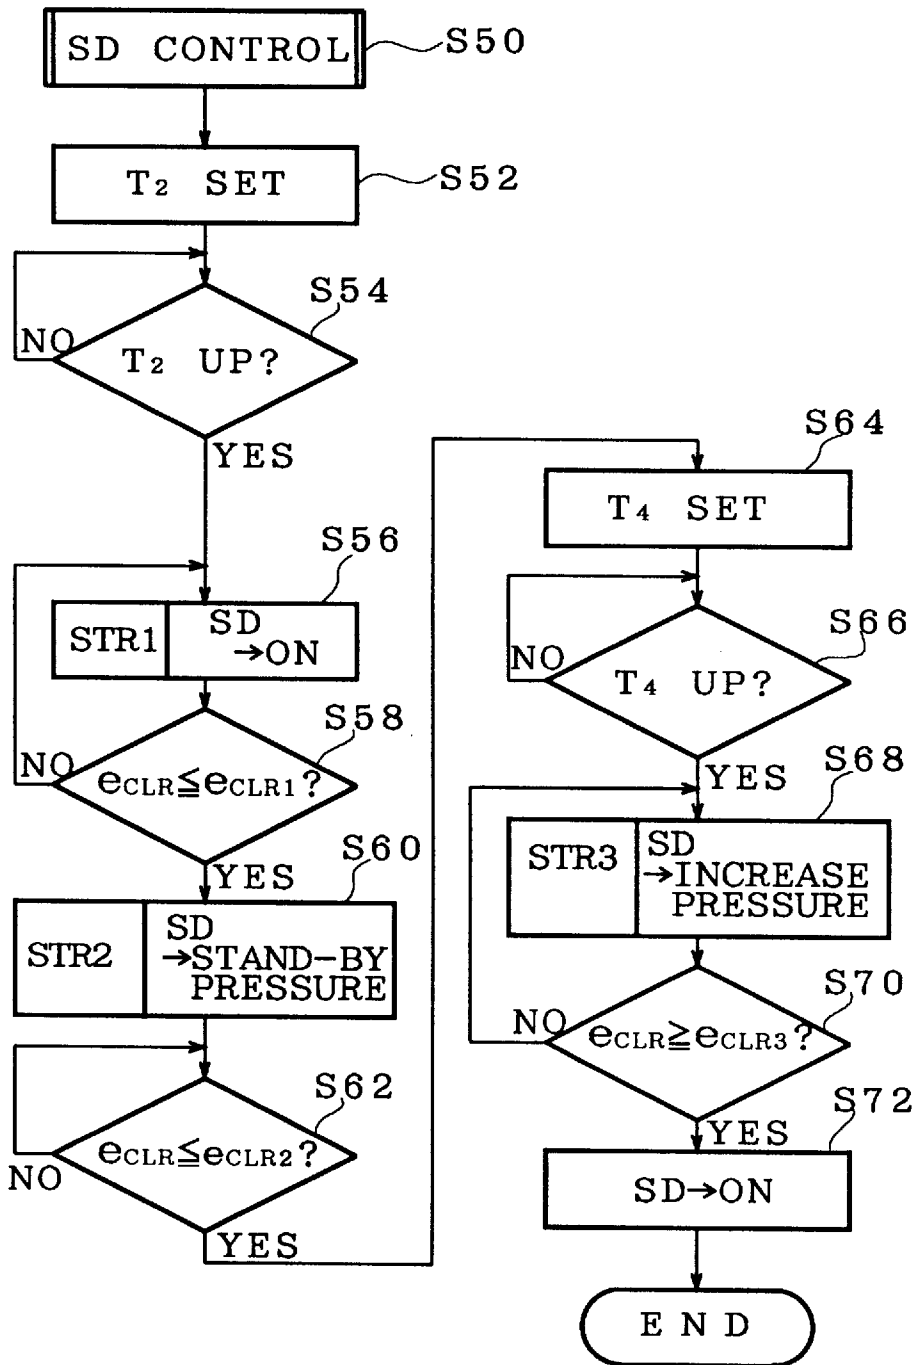 SD CONTROL
S50
T2 SET
S52
S54
NO
T2 UP?
YES
S56
STR1
SD
→ON
S58
NO
eCLR≦eCLR1?
YES
S60
STR2
SD
→STAND-BY
PRESSURE
S62
eCLR≦eCLR2?
NO
YES
S64
T4 SET
S66
NO
T4 UP?
YES
S68
STR3
SD
→INCREASE
PRESSURE
S70
NO
eCLR≧eCLR3?
YES
S72
SD→ON
END